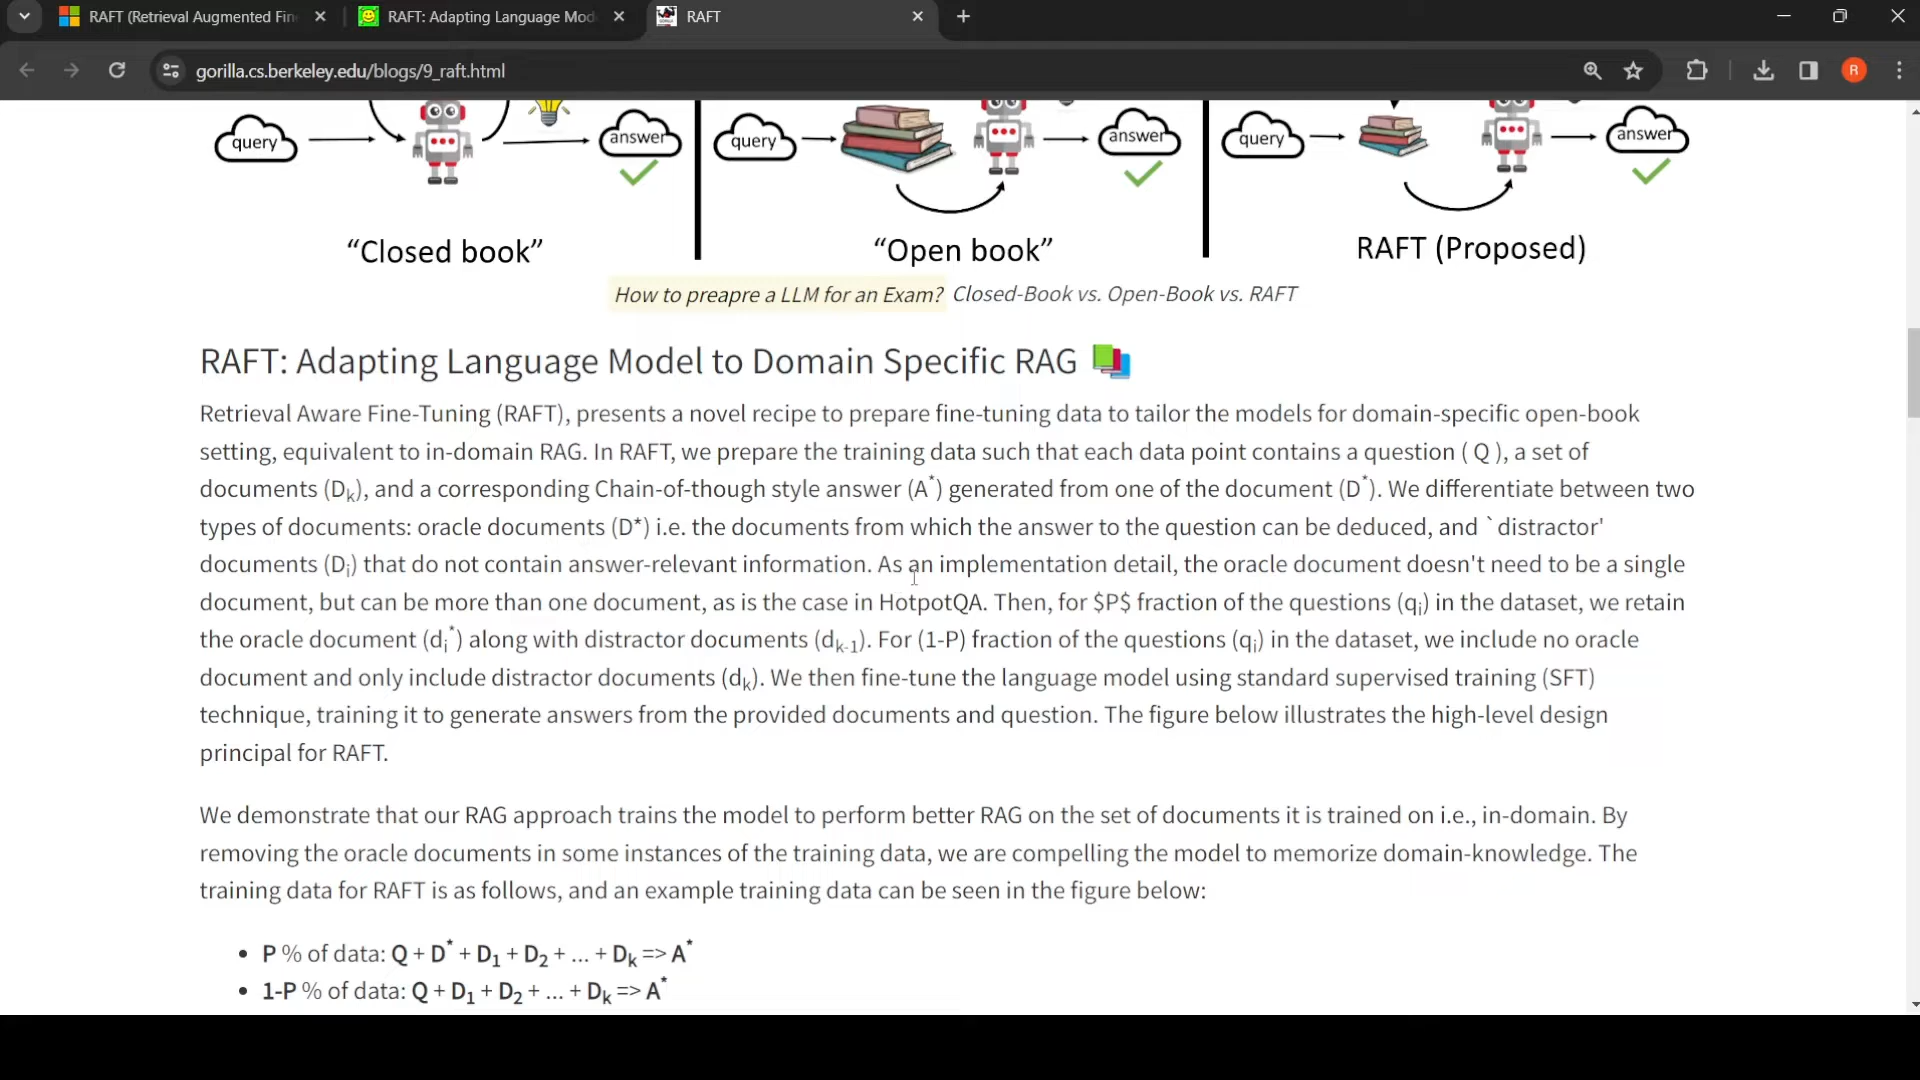 RAFT (Retrieval Augmented Fin
RAFT: Adapting Language Mod
RAFT
gorilla.cs.berkeley.edu/blogs/9_raft.html
R
query
answer
query
answer
query
answer
“Closed book”
“Open book”
RAFT (Proposed)
How to preapre a LLM for an Exam? Closed-Book vs. Open-Book vs. RAFT
RAFT: Adapting Language Model to Domain Specific RAG
Retrieval Aware Fine-Tuning (RAFT), presents a novel recipe to prepare fine-tuning data to tailor the models for domain-specific open-book
setting, equivalent to in-domain RAG. In RAFT, we prepare the training data such that each data point contains a question ( Q ), a set of
documents (Dk), and a corresponding Chain-of-though style answer (A*) generated from one of the document (D*). We differentiate between two
types of documents: oracle documents (D*) i.e. the documents from which the answer to the question can be deduced, and `distractor'
documents (Di) that do not contain answer-relevant information. As an implementation detail, the oracle document doesn't need to be a single
document, but can be more than one document, as is the case in HotpotQA. Then, for $P$ fraction of the questions (qi) in the dataset, we retain
the oracle document (di*) along with distractor documents (dk-1). For (1-P) fraction of the questions (qi) in the dataset, we include no oracle
document and only include distractor documents (dk). We then fine-tune the language model using standard supervised training (SFT)
technique, training it to generate answers from the provided documents and question. The figure below illustrates the high-level design
principal for RAFT.
We demonstrate that our RAG approach trains the model to perform better RAG on the set of documents it is trained on i.e., in-domain. By
removing the oracle documents in some instances of the training data, we are compelling the model to memorize domain-knowledge. The
training data for RAFT is as follows, and an example training data can be seen in the figure below:
• P % of data: Q + D* + D1 + D2 + ... + Dk => A*
• 1-P % of data: Q + D1 + D2 + ... + Dk => A*